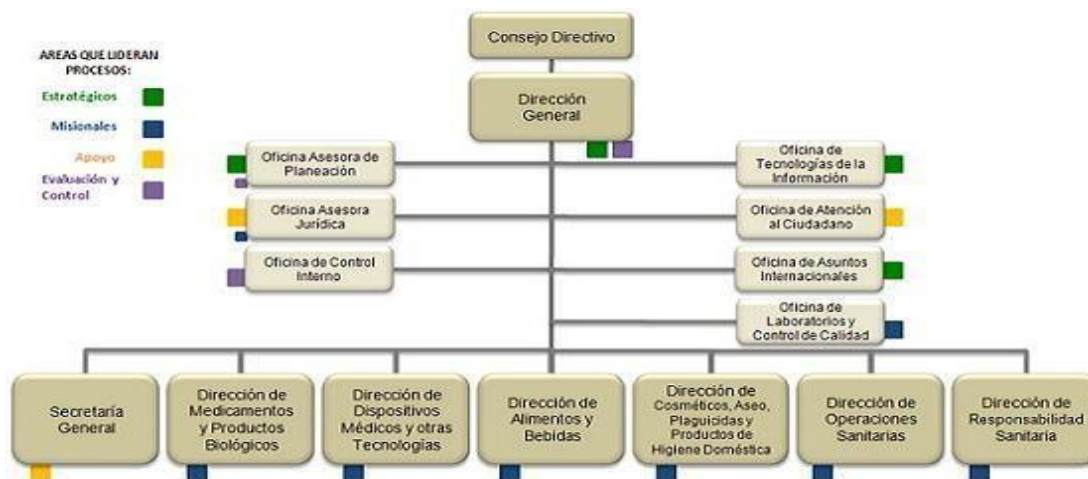 Consejo Directivo
AREAS QUE LIDERAN
PROCESOS:
Estratégicos
Misionales
Apoyo
Evaluación y
Control
Dirección
General
Oficina Asesora de
Planeación
Oficina de
Tecnologías de la
Información
Oficina Asesora
Jurídica
Oficina de Atención
al Ciudadano
Oficina de Control
Interno
Oficina de Asuntos
Internacionales
Oficina de
Laboratorios y
Control de Calidad
Secretaría
General
Dirección de
Medicamentos
y Productos
Biológicos
Dirección de
Dispositivos
Médicos y otras
Tecnologías
Dirección de
Alimentos y
Bebidas
Dirección de
Cosméticos, Aseo,
Plaguicidas y
Productos de
Higiene Doméstica
Dirección de
Operaciones
Sanitarias
Dirección de
Responsabilidad
Sanitaria